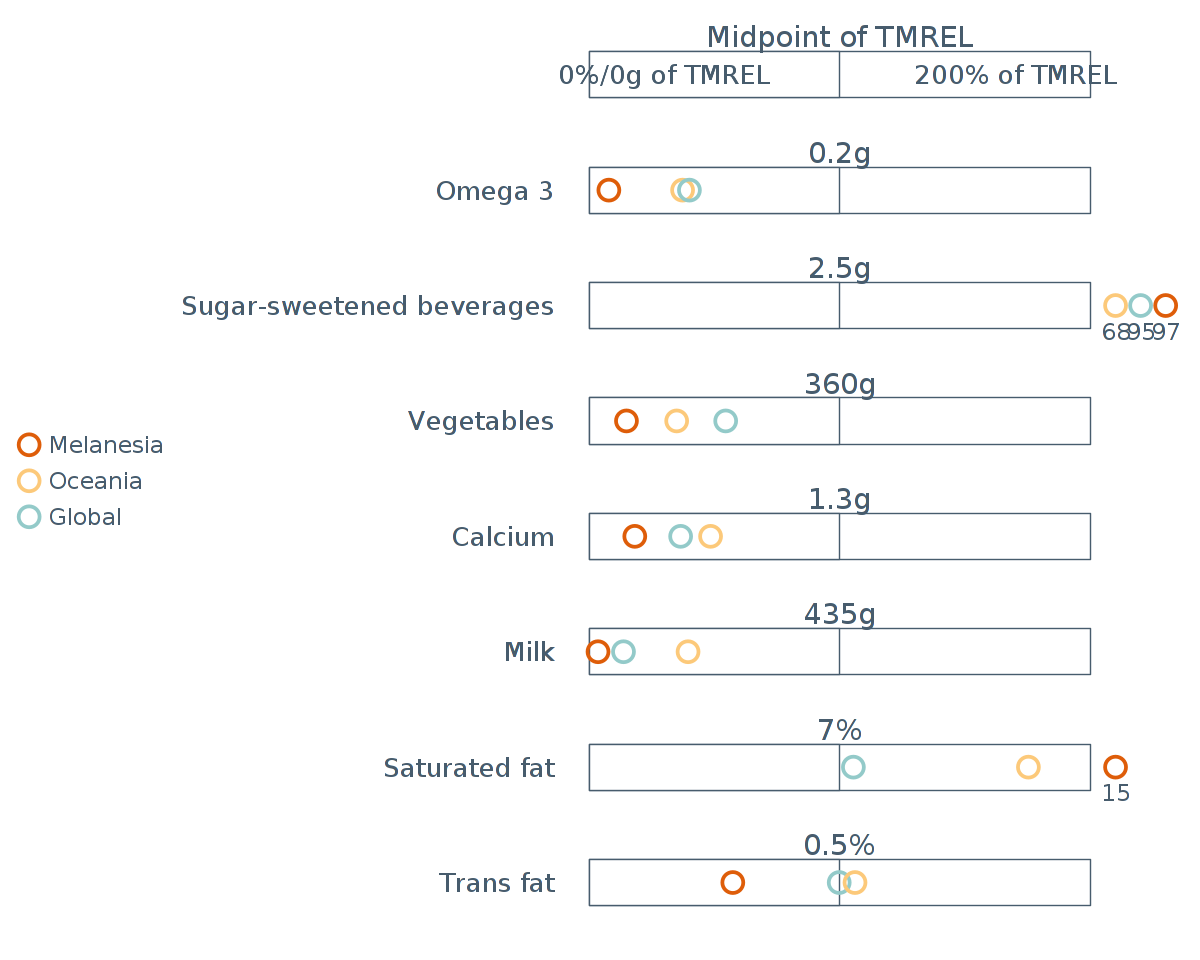 Midpoint of TMREL
0%/0g of TMREL
200% of TMREL
0.2g
Omega 3
2.5g
Sugar-sweetened beverages
68 95 97
360g
Vegetables
Melanesia
Oceania
Global
1.3g
Calcium
435g
Milk
7%
Saturated fat
15
0.5%
Trans fat